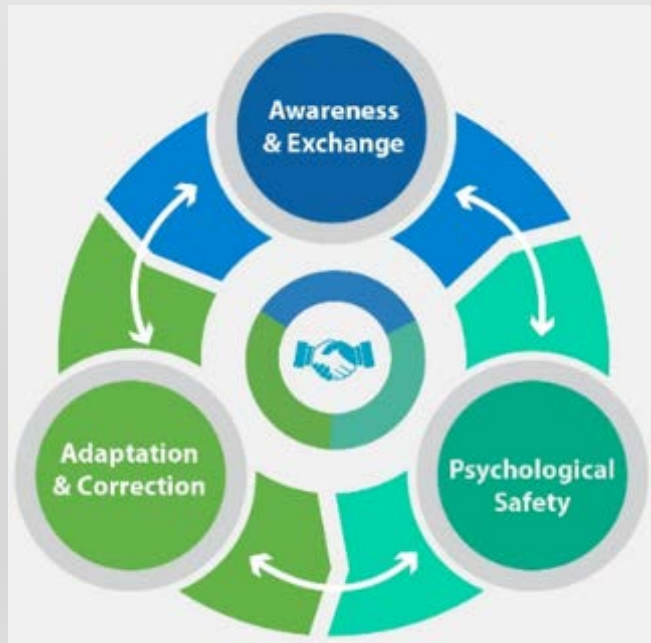 Awareness
& Exchange
Adaptation
& Correction
Psychological
Safety